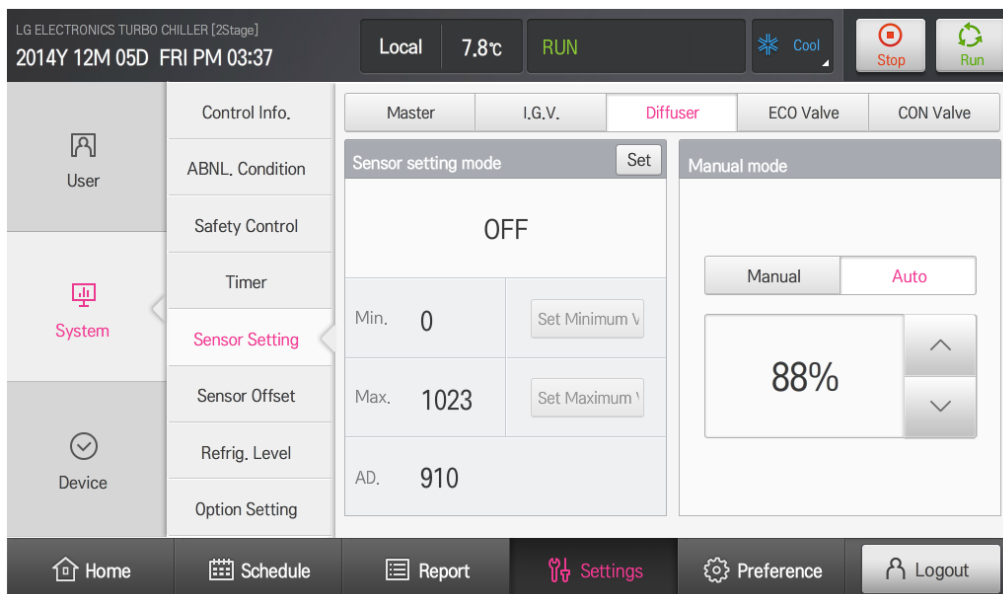 LG ELECTRONICS TURBO CHILLER [2Stage]
2014Y 12M 05D FRI PM 03:37
Local 7.8℃ RUN Cool Stop Run
User
System
Device
Control Info.
ABNL. Condition
Safety Control
Timer
Sensor Setting
Sensor Offset
Refrig. Level
Option Setting
Master I.G.V. Diffuser ECO Valve CON Valve
Sensor setting mode Set
OFF
Min. 0 Set Minimum V
Max. 1023 Set Maximum
AD. 910
Manual mode
Manual Auto
88%
Home Schedule Report Settings Preference Logout